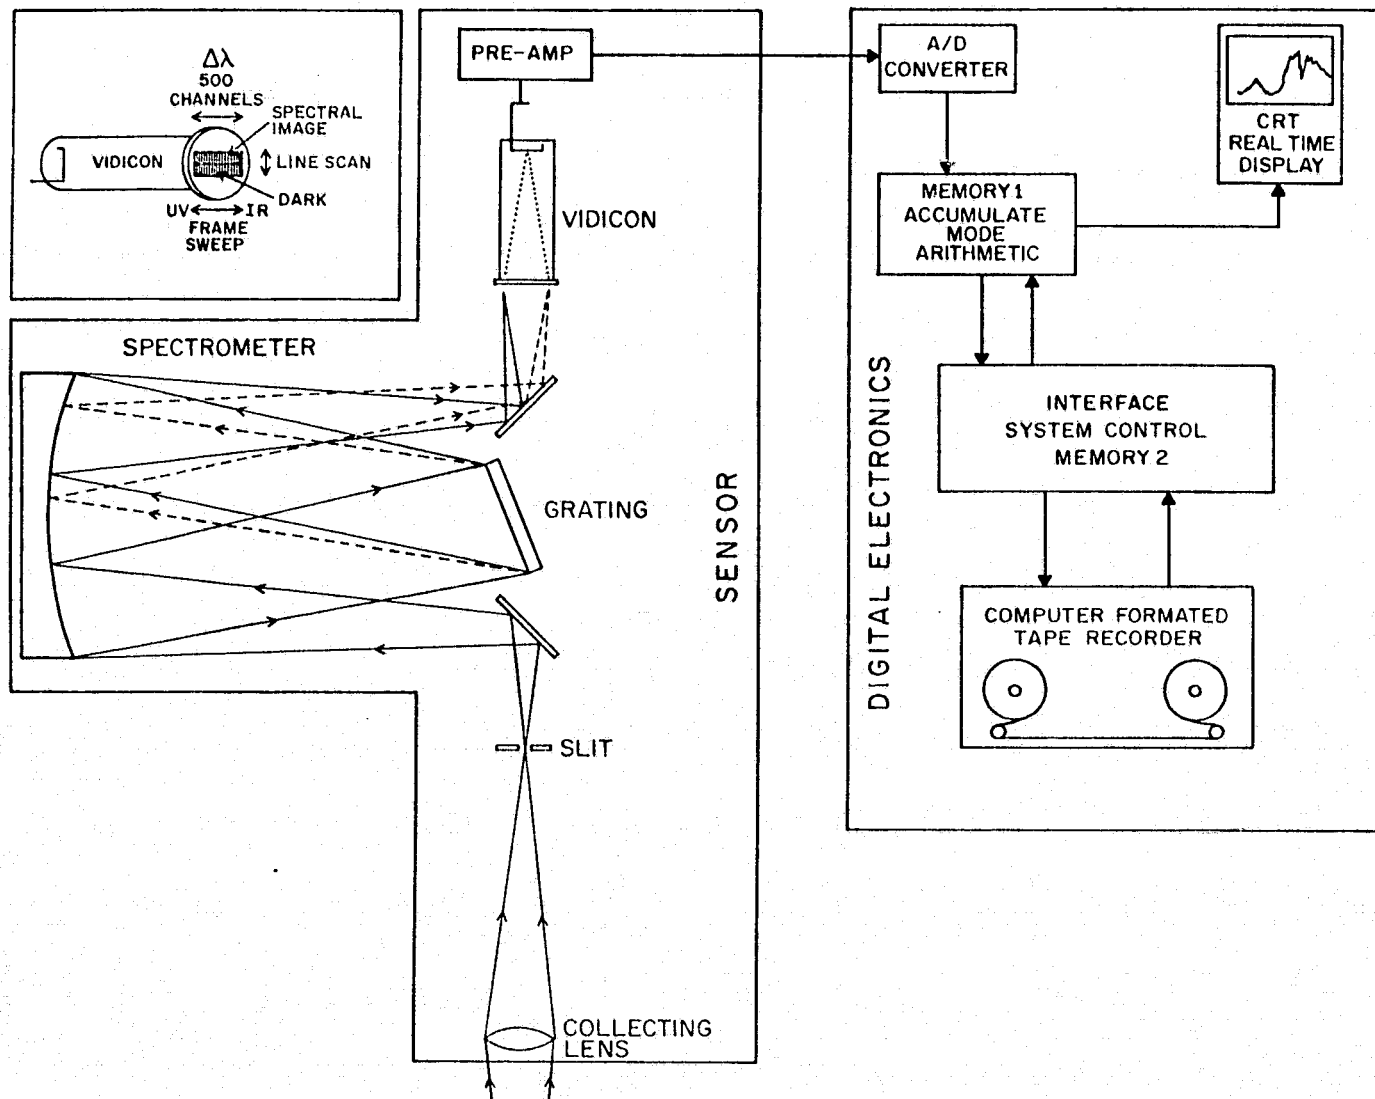 Δλ
500
CHANNELS
SPECTRAL
IMAGE
VIDICON
LINE SCAN
DARK
UV
IR
FRAME
SWEEP
PRE-AMP
VIDICON
SPECTROMETER
GRATING
SENSOR
SLIT
COLLECTING
LENS
A/D
CONVERTER
CRT
REAL TIME
DISPLAY
MEMORY 1
ACCUMULATE
MODE
ARITHMETIC
DIGITAL ELECTRONICS
INTERFACE
SYSTEM CONTROL
MEMORY 2
COMPUTER FORMATED
TAPE RECORDER